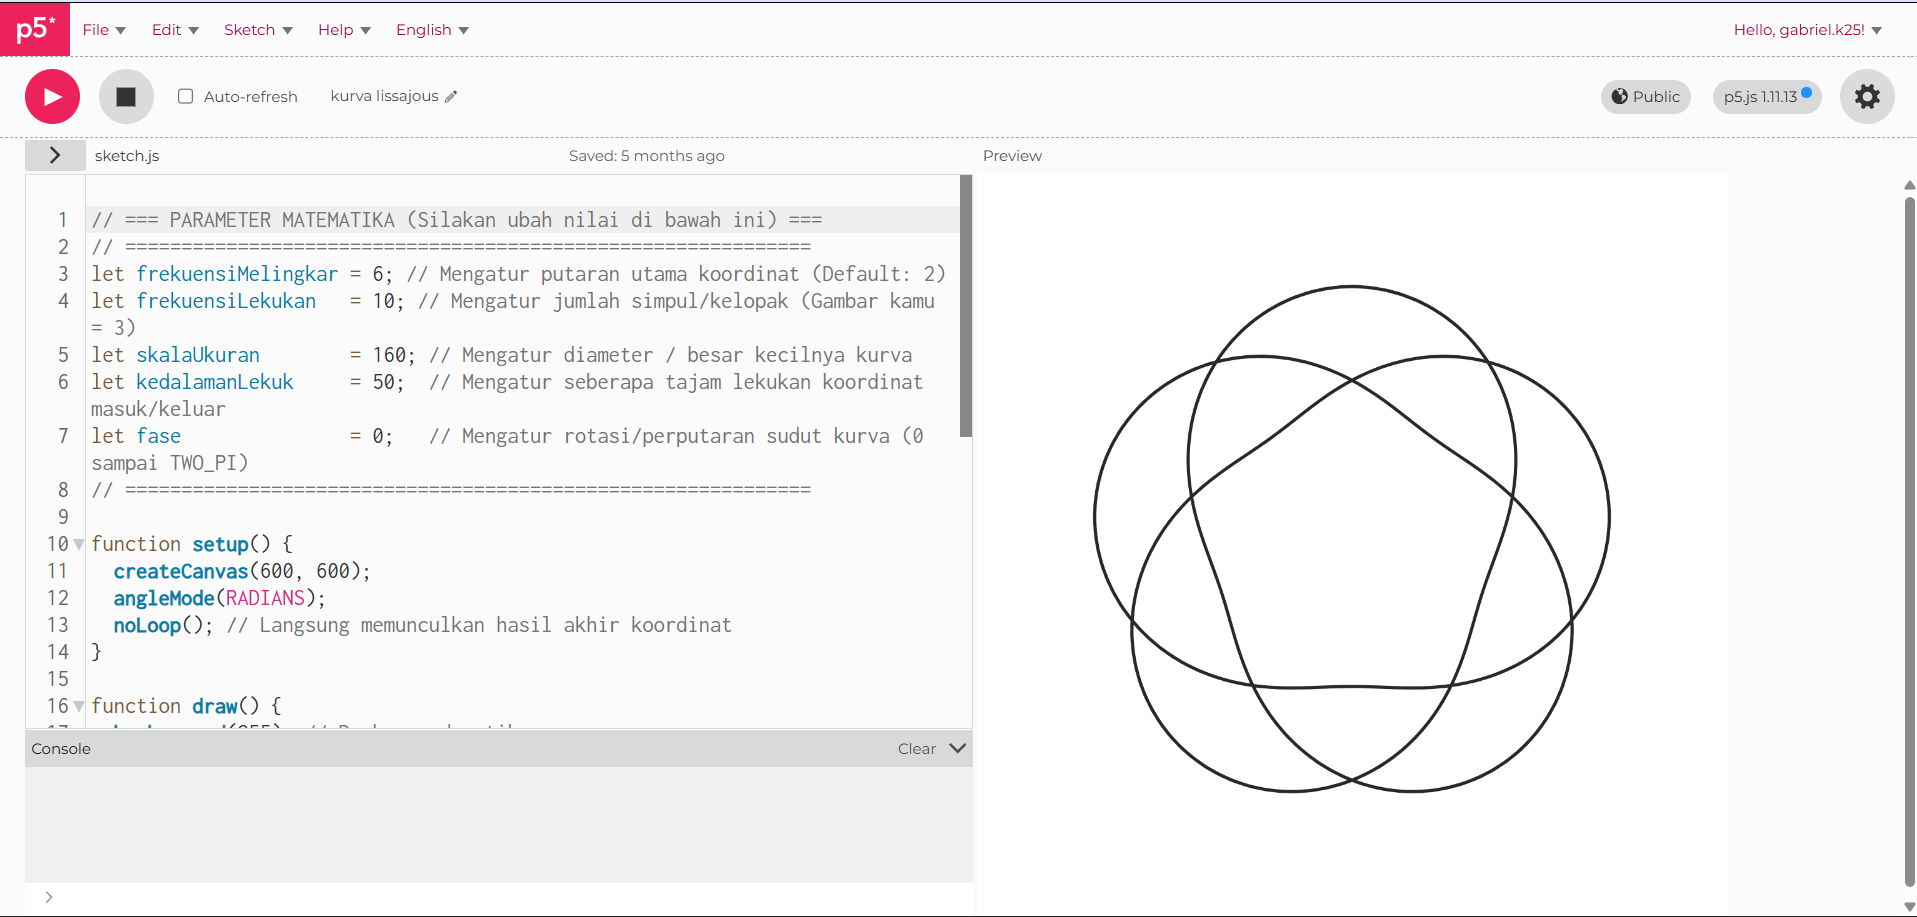 p5*
File
Edit
Sketch
Help
English
Hello, gabriel.k25!
Auto-refresh
kurva lissajous
Public
p5.js 1.11.13
sketch.js
Saved: 5 months ago
Preview
1 // === PARAMETER MATEMATIKA (Silakan ubah nilai di bawah ini) ===
2 // =============================================================
3 let frekuensiMelingkar = 6; // Mengatur putaran utama koordinat (Default: 2)
4 let frekuensiLekukan   = 10; // Mengatur jumlah simpul/kelopak (Gambar kamu
= 3)
5 let skalaUkuran        = 160; // Mengatur diameter / besar kecilnya kurva
6 let kedalamanLekuk     = 50;  // Mengatur seberapa tajam lekukan koordinat
masuk/keluar
7 let fase               = 0;   // Mengatur rotasi/perputaran sudut kurva (0
sampai TWO_PI)
8 // =============================================================
9
10 function setup() {
11   createCanvas(600, 600);
12   angleMode(RADIANS);
13   noLoop(); // Langsung memunculkan hasil akhir koordinat
14 }
15
16 function draw() {
Console
Clear
>